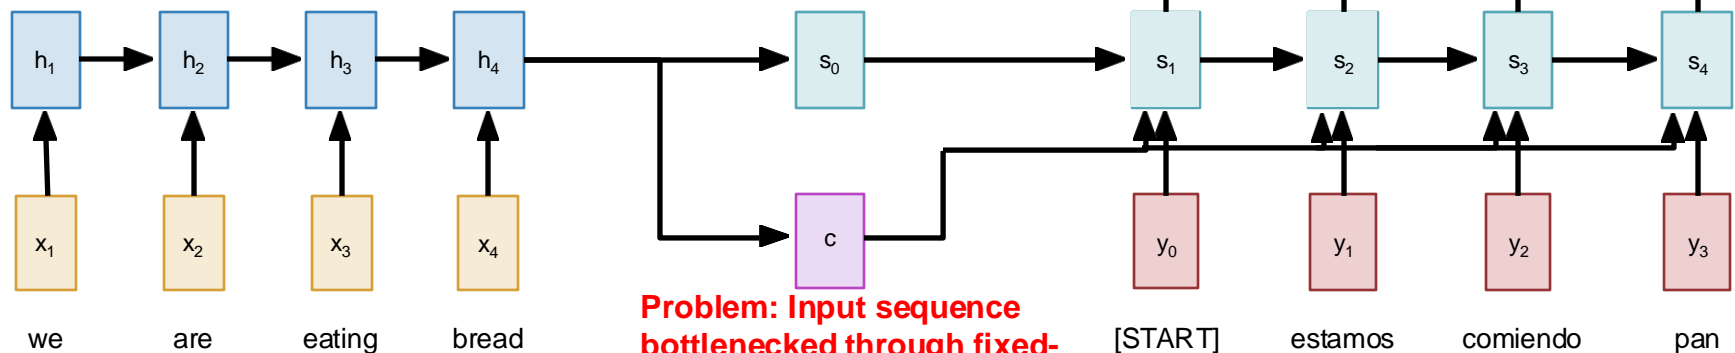 h1 h2 h3 h4 s0 s1 s2 s3 s4
x1 x2 x3 x4 c y0 y1 y2 y3
Problem: Input sequence
bottlenecked through fixed-
we are eating bread [START] estamos comiendo pan